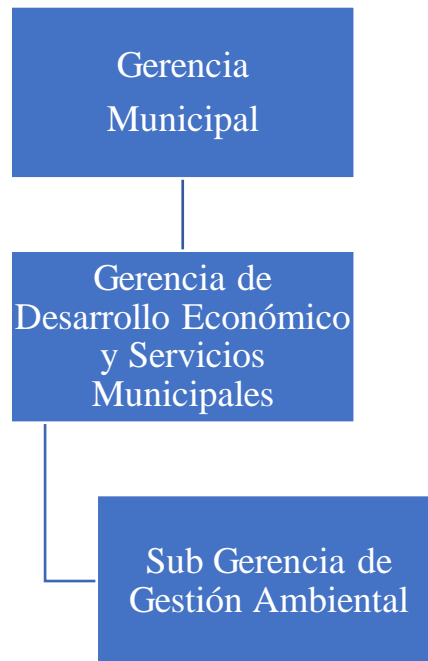 Gerencia
Municipal
Gerencia de
Desarrollo Económico
y Servicios
Municipales
Sub Gerencia de
Gestión Ambiental